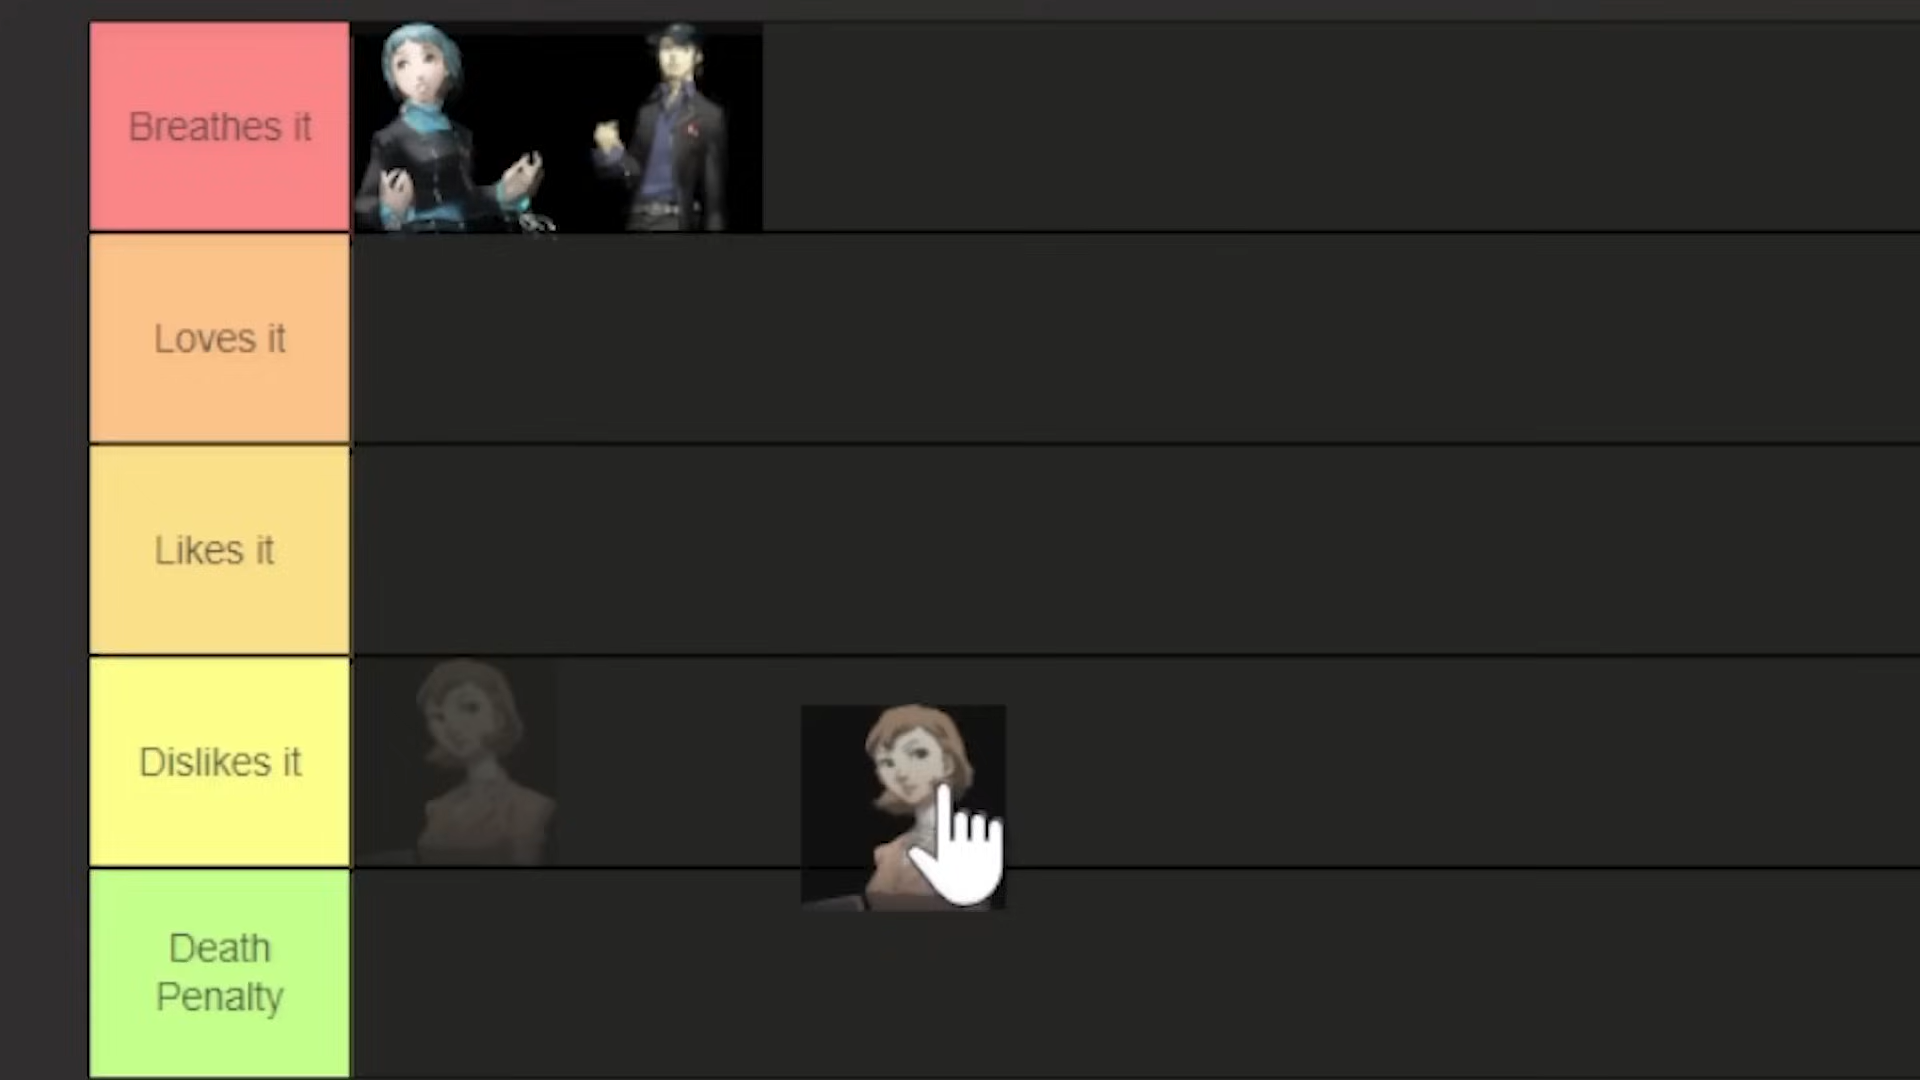 Breathes it
Loves it
Likes it
Dislikes it
Death
Penalty